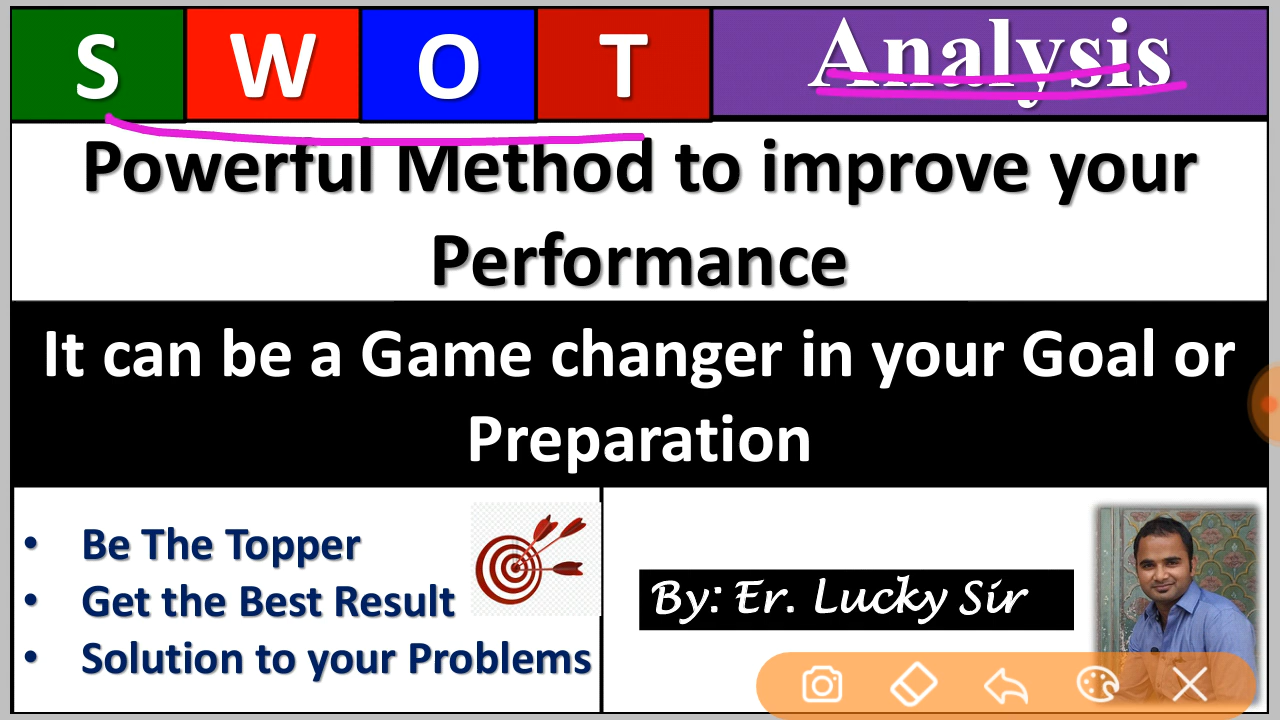 S W O T Analysis
Powerful Method to improve your
Performance
It can be a Game changer in your Goal or
Preparation
• Be The Topper
• Get the Best Result
• Solution to your Problems
By: Er. Lucky Sir